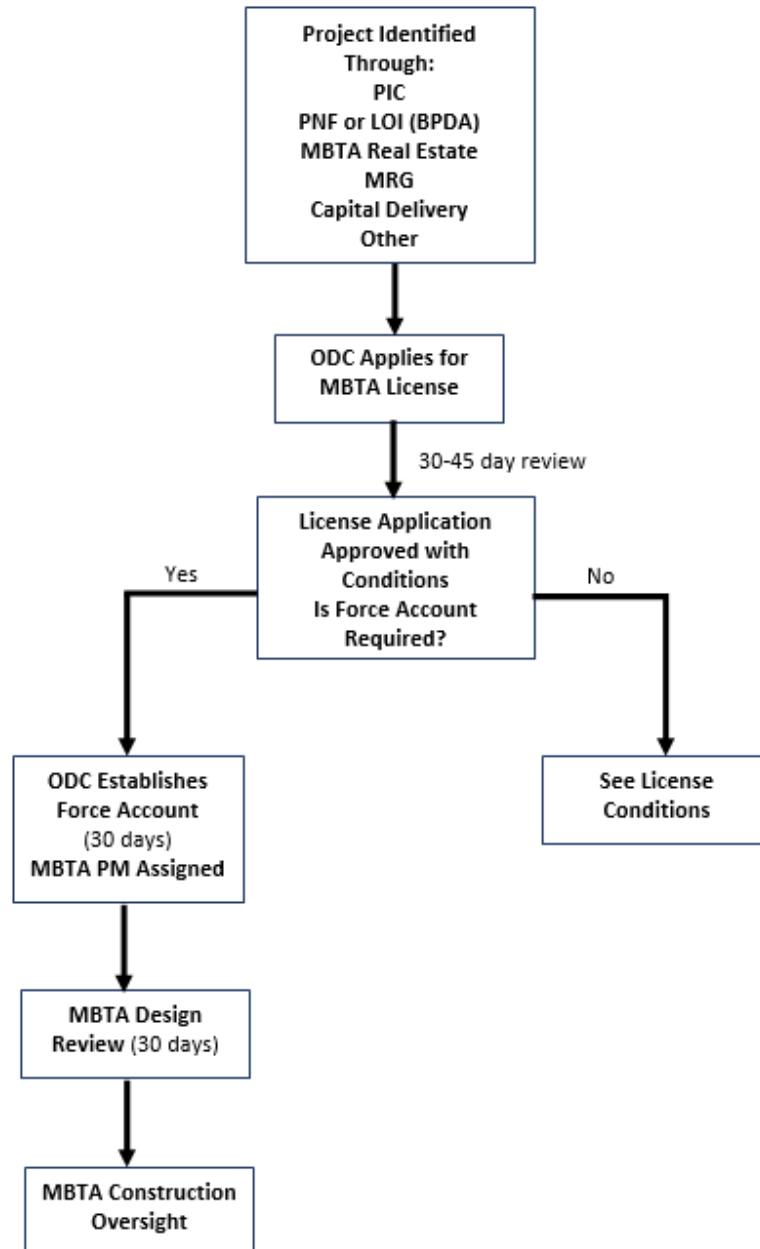 Project Identified
Through:
PIC
PNF or LOI (BPDA)
MBTA Real Estate
MRG
Capital Delivery
Other
ODC Applies for
MBTA License
30-45 day review
License Application
Approved with
Conditions
Is Force Account
Required?
Yes
No
ODC Establishes
Force Account
(30 days)
MBTA PM Assigned
See License
Conditions
MBTA Design
Review (30 days)
MBTA Construction
Oversight